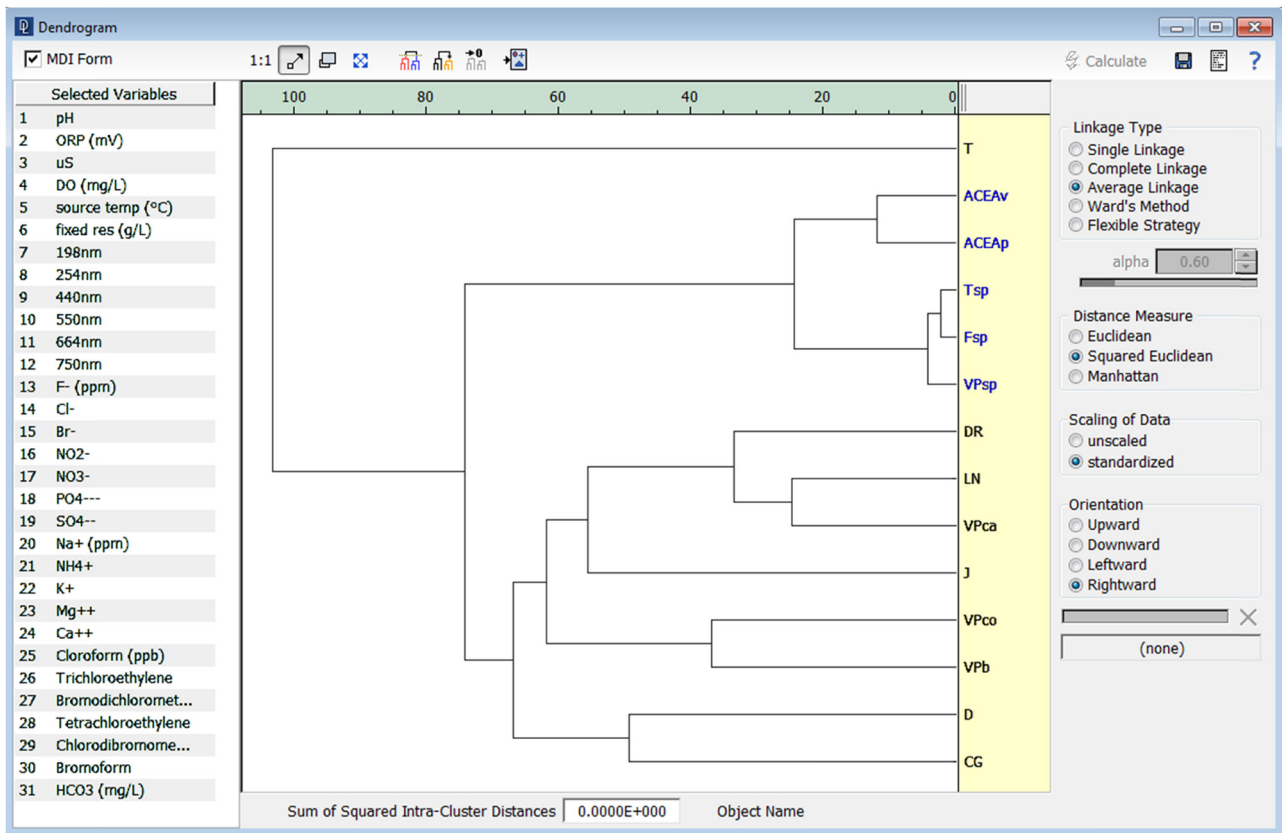 Dendrogram
MDI Form
1:1
Calculate
?
Selected Variables
1 pH
2 ORP (mV)
3 uS
4 DO (mg/L)
5 source temp (°C)
6 fixed res (g/L)
7 198nm
8 254nm
9 440nm
10 550nm
11 664nm
12 750nm
13 F- (ppm)
14 Cl-
15 Br-
16 NO2-
17 NO3-
18 PO4---
19 SO4--
20 Na+ (ppm)
21 NH4+
22 K+
23 Mg++
24 Ca++
25 Cloroform (ppb)
26 Trichloroethylene
27 Bromodichloromet...
28 Tetrachloroethylene
29 Chlorodibromome...
30 Bromoform
31 HCO3 (mg/L)
100 80 60 40 20 0
T
ACEAv
ACEAp
Tsp
Fsp
VPsp
DR
LN
VPca
J
VPco
VPb
D
CG
Linkage Type
Single Linkage
Complete Linkage
Average Linkage
Ward's Method
Flexible Strategy
alpha 0.60
Distance Measure
Euclidean
Squared Euclidean
Manhattan
Scaling of Data
unscaled
standardized
Orientation
Upward
Downward
Leftward
Rightward
(none)
Sum of Squared Intra-Cluster Distances 0.0000E+000 Object Name